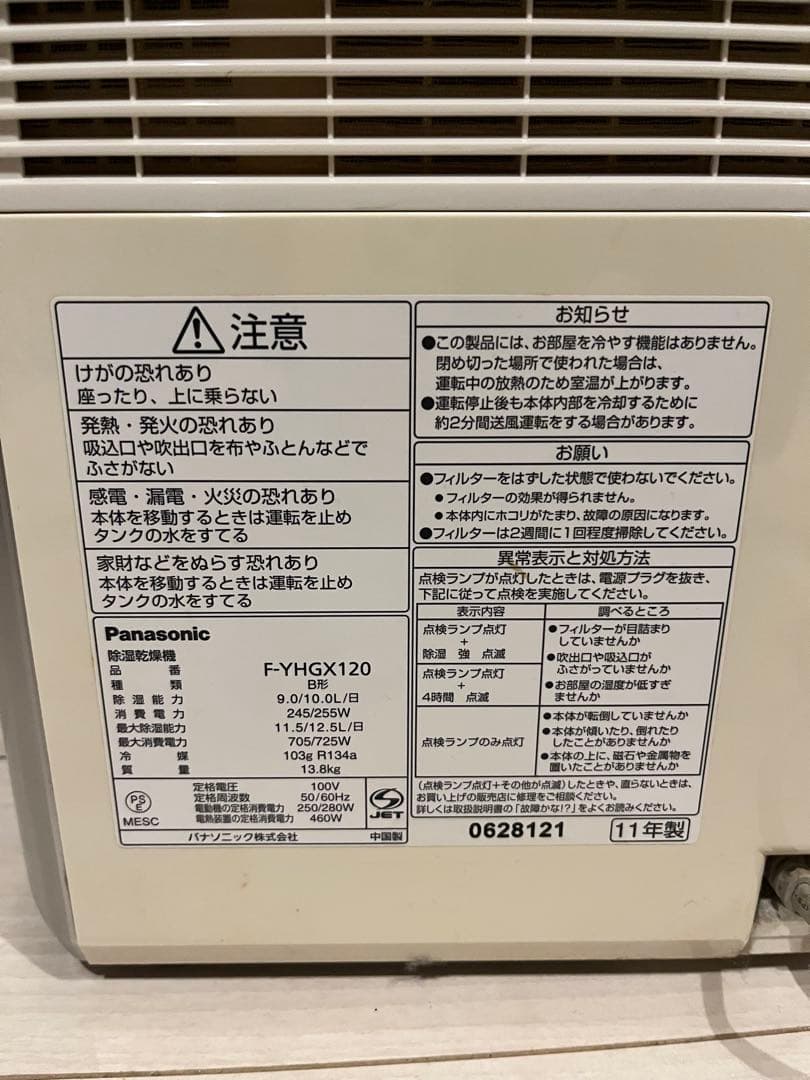 注意
けがの恐れあり
座ったり、上に乗らない
発熱・発火の恐れあり
吸込口や吹出口を布やふとんなどで
ふさがない
感電・漏電・火災の恐れあり
本体を移動するときは運転を止め
タンクの水をすてる
家財などをぬらす恐れあり
本体を移動するときは運転を止め
タンクの水をすてる
Panasonic
除湿乾燥機
品番 F-YHGX120
種類 B形
除湿能力 9.0/10.0L/日
消費電力 245/255W
最大除湿能力 11.5/12.5L/日
最大消費電力 705/725W
冷媒 103g R134a
質量 13.8kg
PS
E
MESC
定格電圧 100V
定格周波数 50/60Hz
電動機の定格消費電力 250/280W
電熱装置の定格消費電力 460W
JET
パナソニック株式会社 中国製
お知らせ
●この製品には、お部屋を冷やす機能はありません。
閉め切った場所で使われた場合は、
運転中の放熱のため室温が上がります。
●運転停止後も本体内部を冷却するために
約2分間送風運転をする場合があります。
お願い
●フィルターをはずした状態で使わないでください。
●フィルターの効果が得られません。
●本体内にホコリがたまり、故障の原因になります。
●フィルターは2週間に1回程度掃除してください。
異常表示と対処方法
点検ランプが点灯したときは、電源プラグを抜き、
下記に従って点検を実施してください。
表示内容 調べるところ
点検ランプ点灯
+
除湿 強 点滅
点検ランプ点灯
+
4時間 点滅
●フィルターが目詰まり
していませんか
●吹出口や吸込口が
ふさがっていませんか
●お部屋の温度が低すぎ
ませんか
点検ランプのみ点灯
●本体が転倒していませんか
●本体が傾いたり、倒れたり
したことがありませんか
●本体の上に、磁石や金属物を
置いたことがありませんか
(点検ランプ点灯+その他が点滅)したときや、直らないときは、
お買い上げの販売店に修理をご相談ください。
詳しくは取扱説明書の「故障かな!?」をよくお読みください。
0628121 11年製